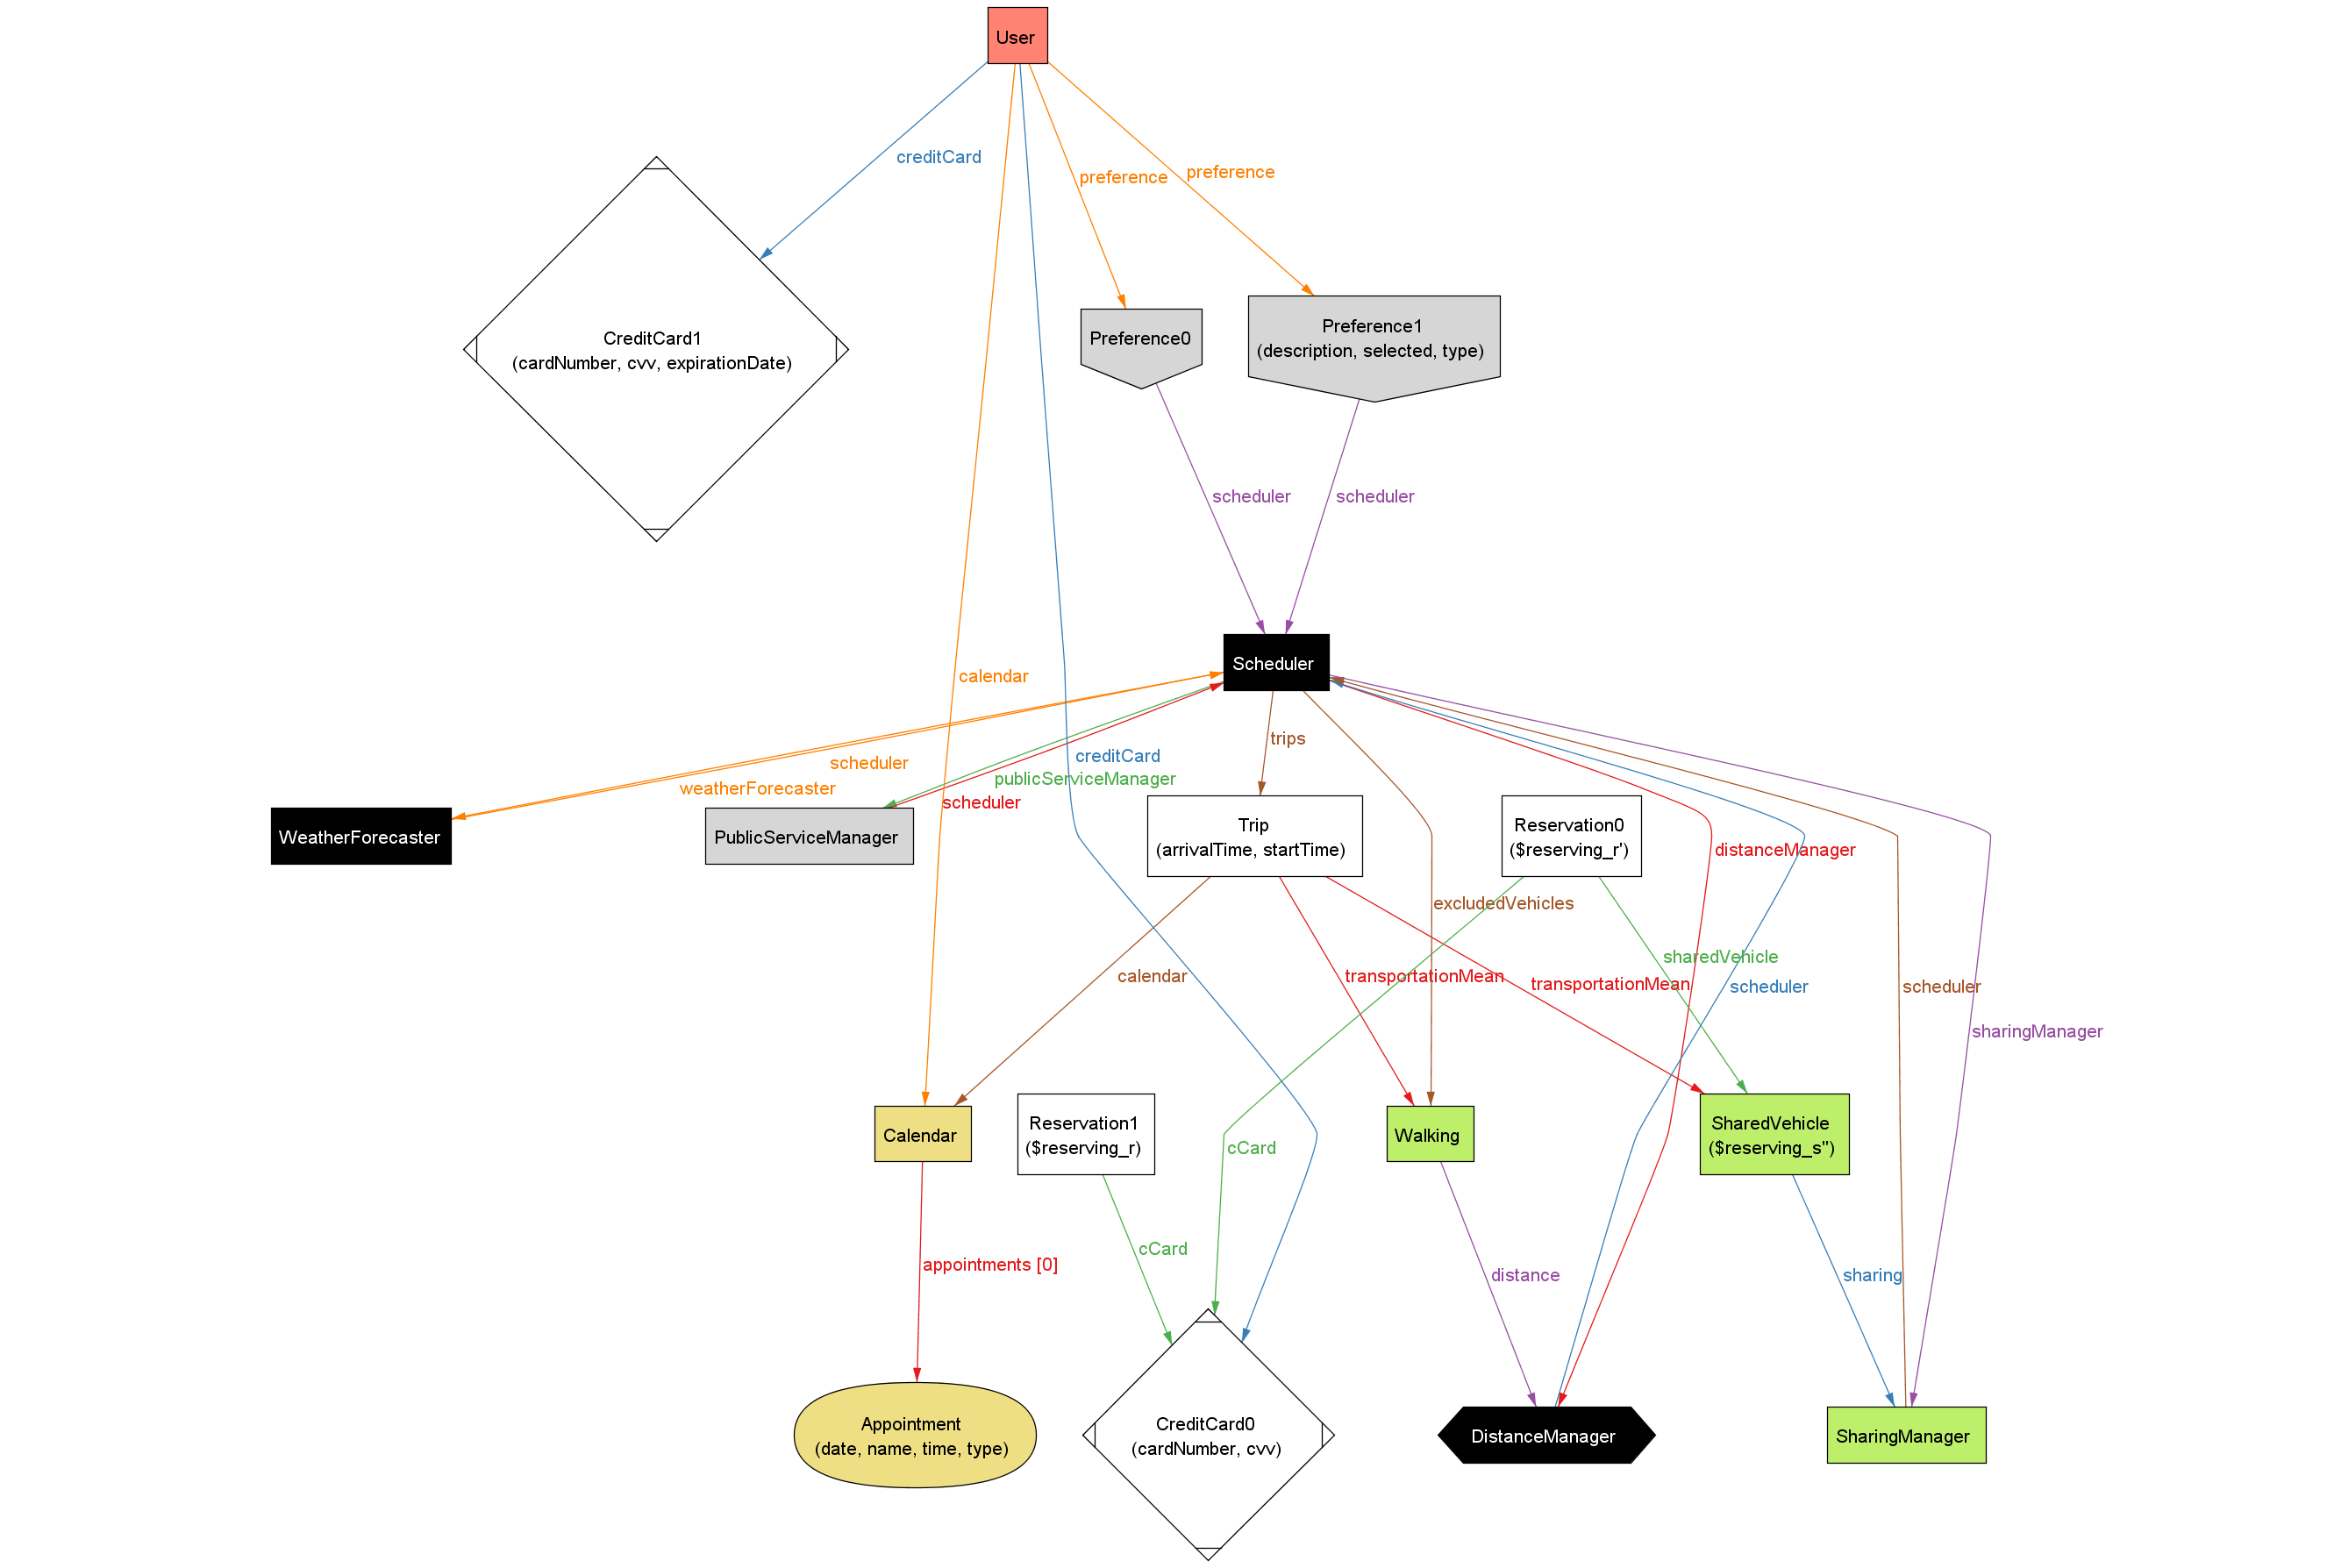 User
creditCard
preference
preference
CreditCard1
(cardNumber, cvv, expirationDate)
Preference0
Preference1
(description, selected, type)
scheduler
scheduler
Scheduler
calendar
trips
creditCard
scheduler
publicServiceManager
weatherForecaster
scheduler
WeatherForecaster
PublicServiceManager
Trip
(arrivalTime, startTime)
Reservation0
($reserving_r')
distanceManager
excludedVehicles
sharedVehicle
calendar
transportationMean
transportationMean
scheduler
scheduler
sharingManager
Calendar
Reservation1
($reserving_r)
cCard
Walking
SharedVehicle
($reserving_s")
cCard
appointments [0]
distance
sharing
Appointment
(date, name, time, type)
CreditCard0
(cardNumber, cvv)
DistanceManager
SharingManager